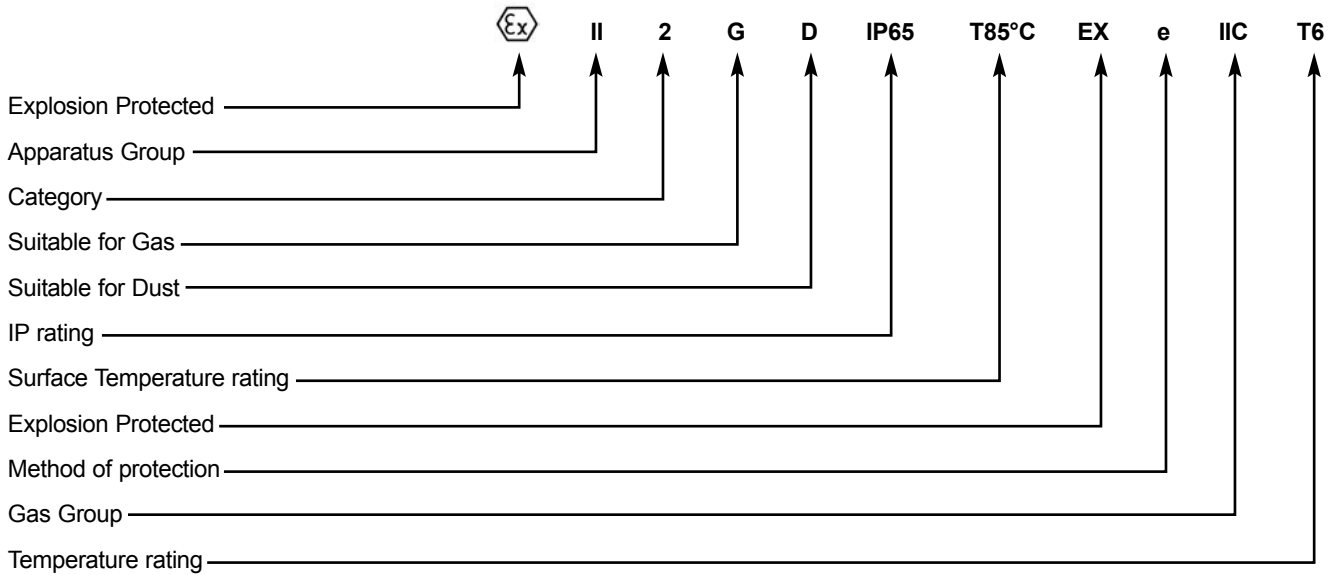 Ex II 2 G D IP65 T85°C EX e IIC T6
Explosion Protected
Apparatus Group
Category
Suitable for Gas
Suitable for Dust
IP rating
Surface Temperature rating
Explosion Protected
Method of protection
Gas Group
Temperature rating